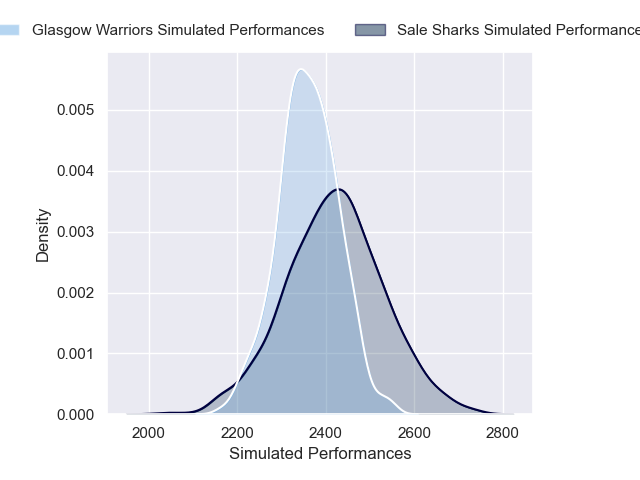 Glasgow Warriors Simulated Performances
Sale Sharks Simulated Performance
0.005
0.004
0.003
0.002
0.001
0.000
Density
2000 2200 2400 2600 2800
Simulated Performances